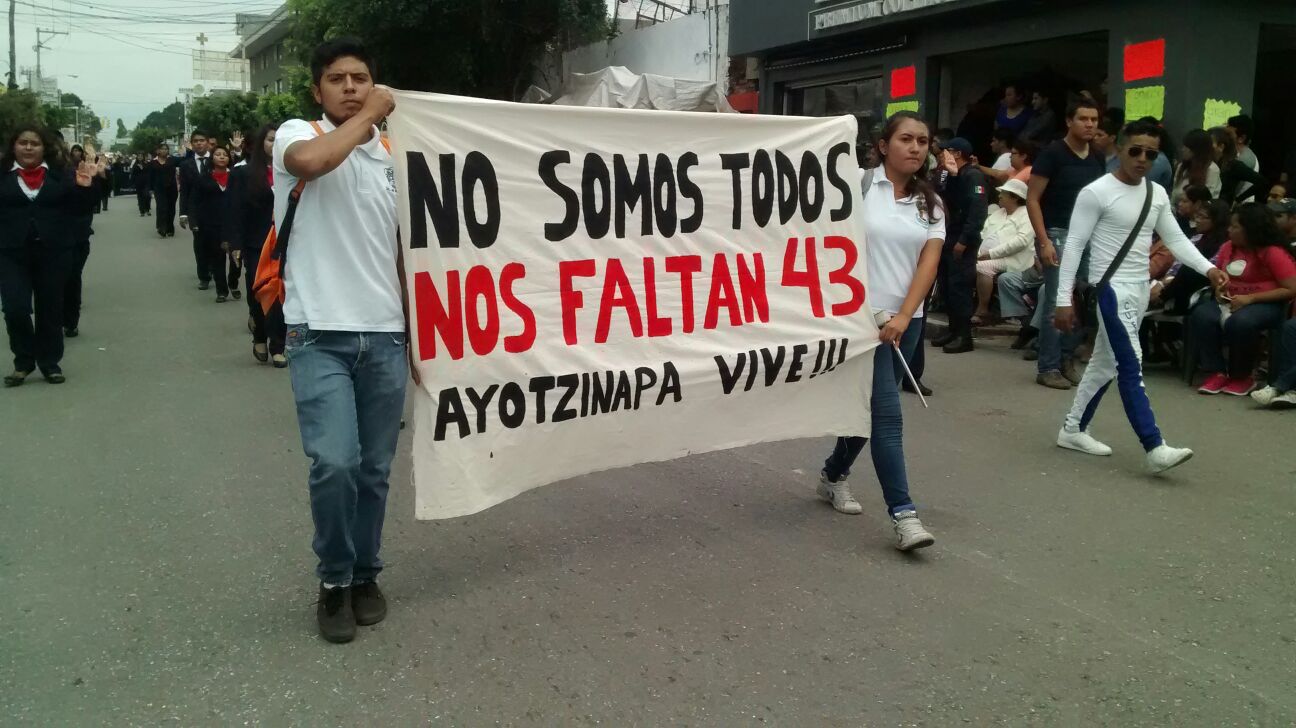 NO SOMOS TODOS
NOS FALTAN 43
AYOTZINAPA VIVE!!!